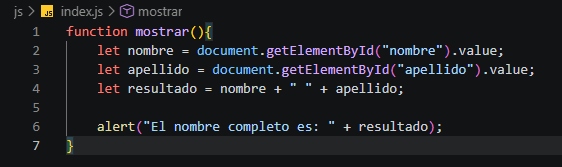 js > JS index.js > mostrar
1 function mostrar(){
2     let nombre = document.getElementById("nombre").value;
3     let apellido = document.getElementById("apellido").value;
4     let resultado = nombre + " " + apellido;
5
6     alert("El nombre completo es: " + resultado);
7 }